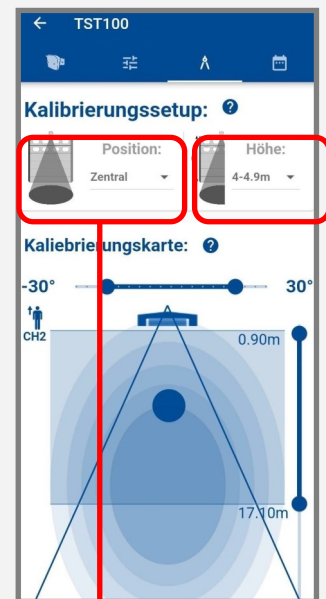 TST100
Kalibrierungssetup:
Position:
Höhe:
Zentral
4-4.9m
Kaliebrierungskarte:
-30°
30°
CH2
0.90m
17.10m